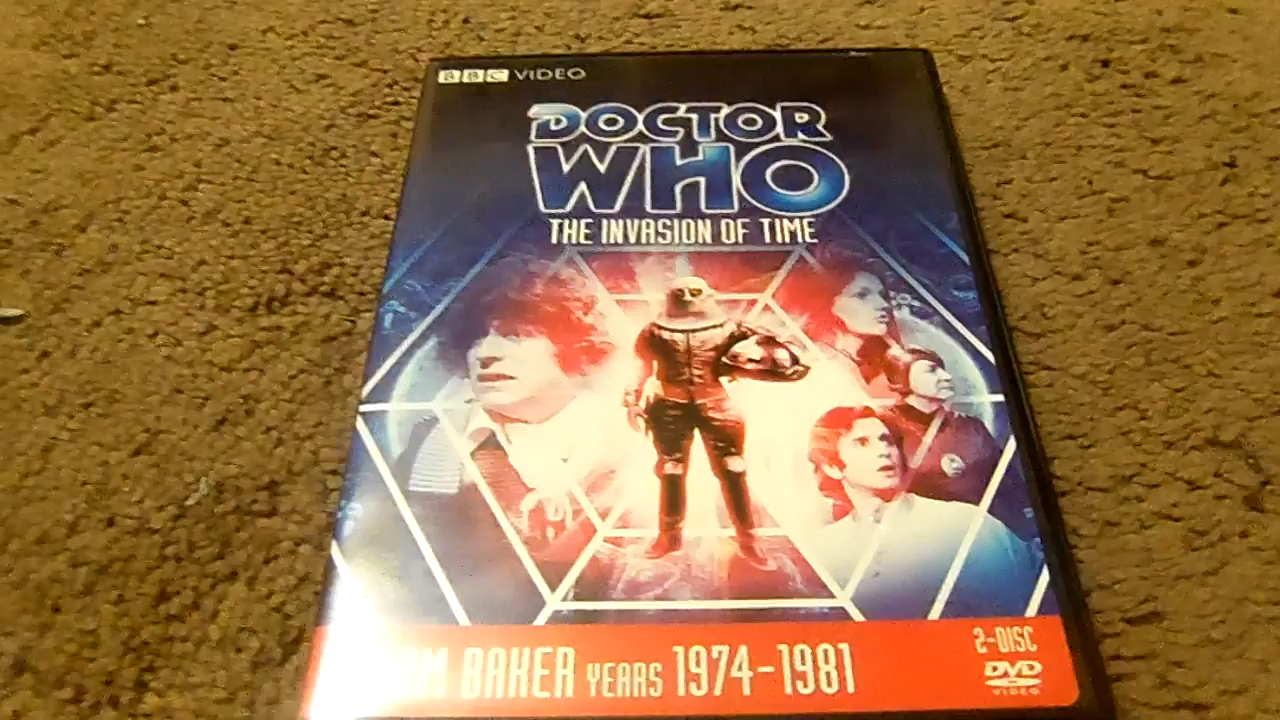 BBC VIDEO
DOCTOR
WHO
THE INVASION OF TIME
M BAKER YEARS 1974-1981
2-DISC
DVD
VIDEO